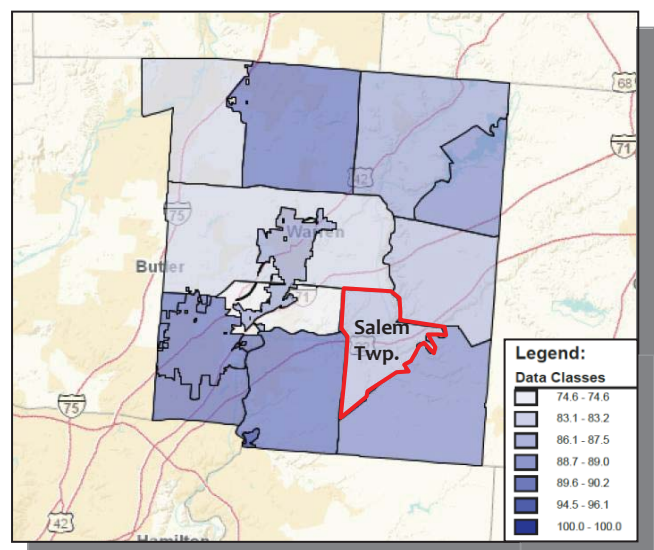 68
71
42
75
Warren
Butler
71
Salem
Twp.
Legend:
Data Classes
74.6 - 74.6
83.1 - 83.2
86.1 - 87.5
88.7 - 89.0
89.6 - 90.2
94.5 - 96.1
100.0 - 100.0
75
42
Hamilton